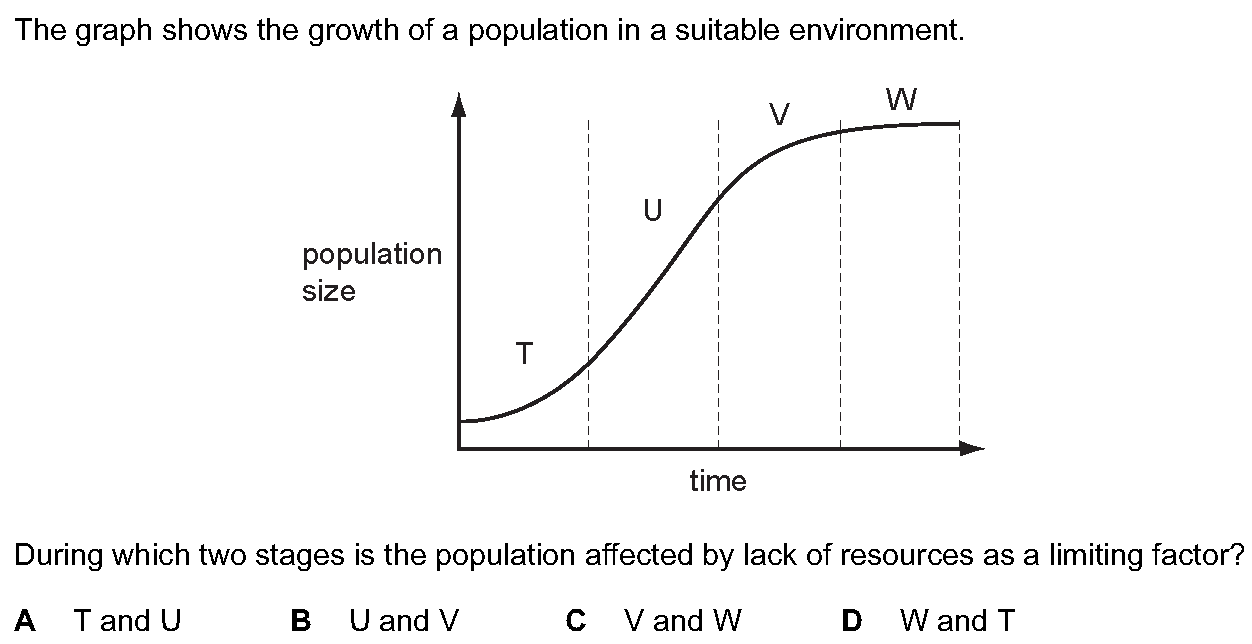 The graph shows the growth of a population in a suitable environment.
V
W
U
population
size
T
time
During which two stages is the population affected by lack of resources as a limiting factor?
A T and U B U and V C V and W D W and T